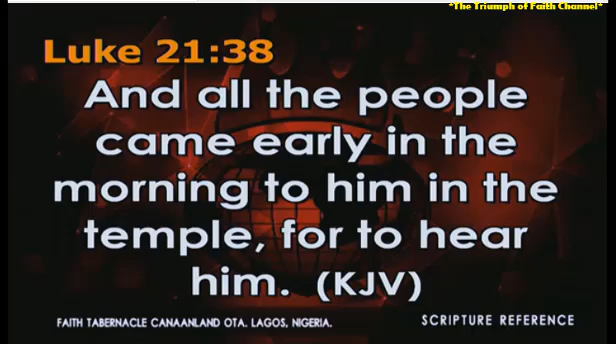 *The Triumph of Faith Channel*
Luke 21:38
And all the people
came early in the
morning to him in the
temple, for to hear
him. (KJV)
FAITH TABERNACLE CANAANLAND OTA. LAGOS, NIGERIA.
SCRIPTURE REFERENCE